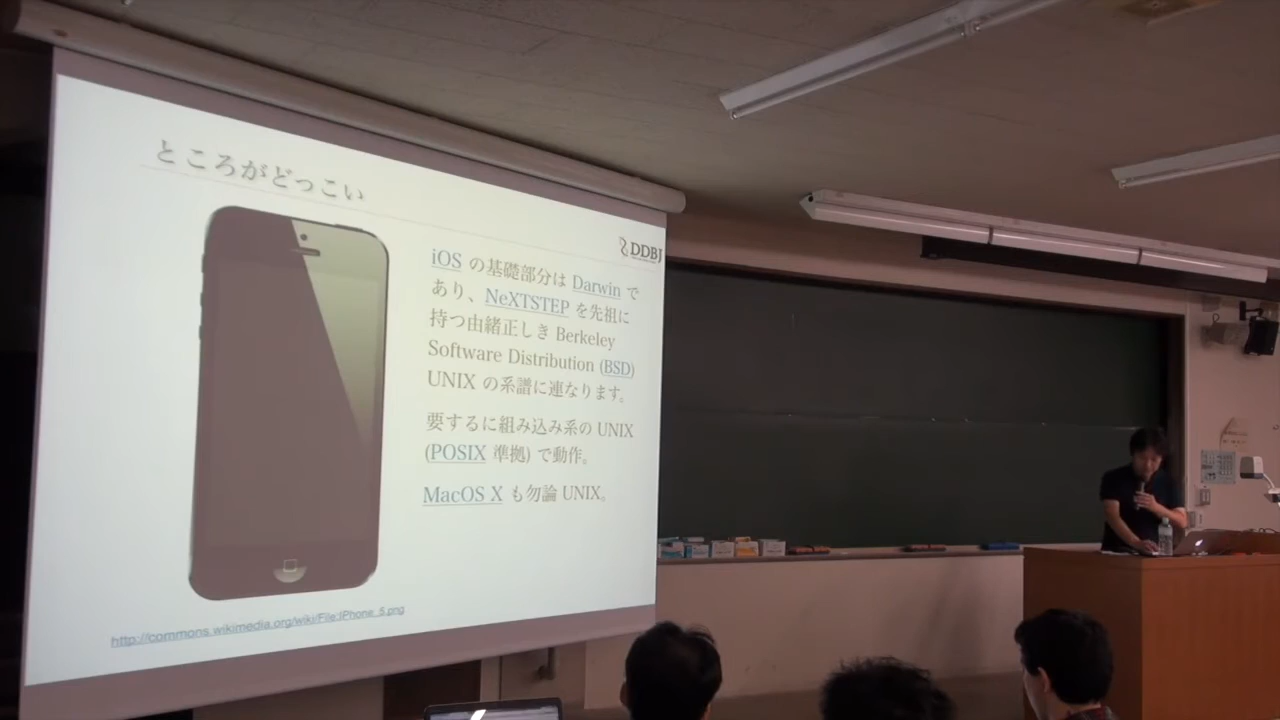 ところがどっこい
DDBJ
iOS の基礎部分は Darwin で
あり、NeXTSTEP を先祖に
持つ由緒正しき Berkeley
Software Distribution (BSD)
UNIX の系譜に連なります。
要するに組み込み系の UNIX
(POSIX 準拠) で動作。
MacOS X も勿論 UNIX。
http://commons.wikimedia.org/wiki/File:IPhone_5.png